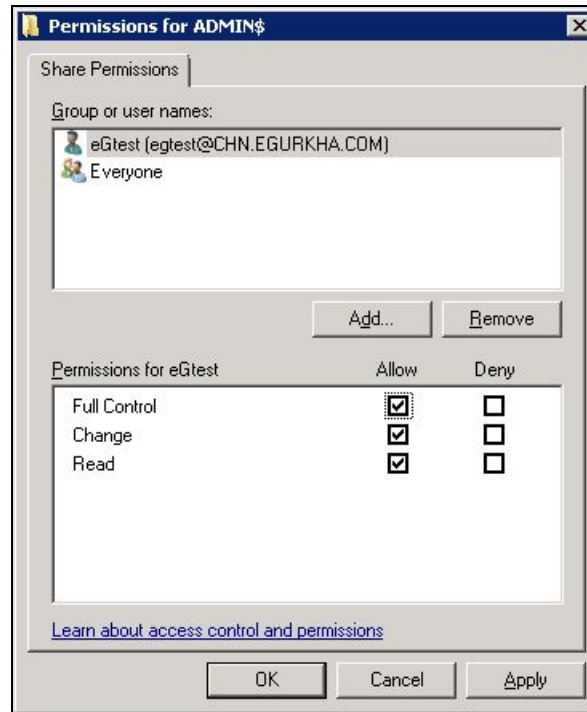 Permissions for ADMIN$
Share Permissions
Group or user names:
eGtest (egtest@CHN.EGURKHA.COM)
Everyone
Add... Remove
Permissions for eGtest Allow Deny
Full Control
Change
Read
Learn about access control and permissions
OK Cancel Apply